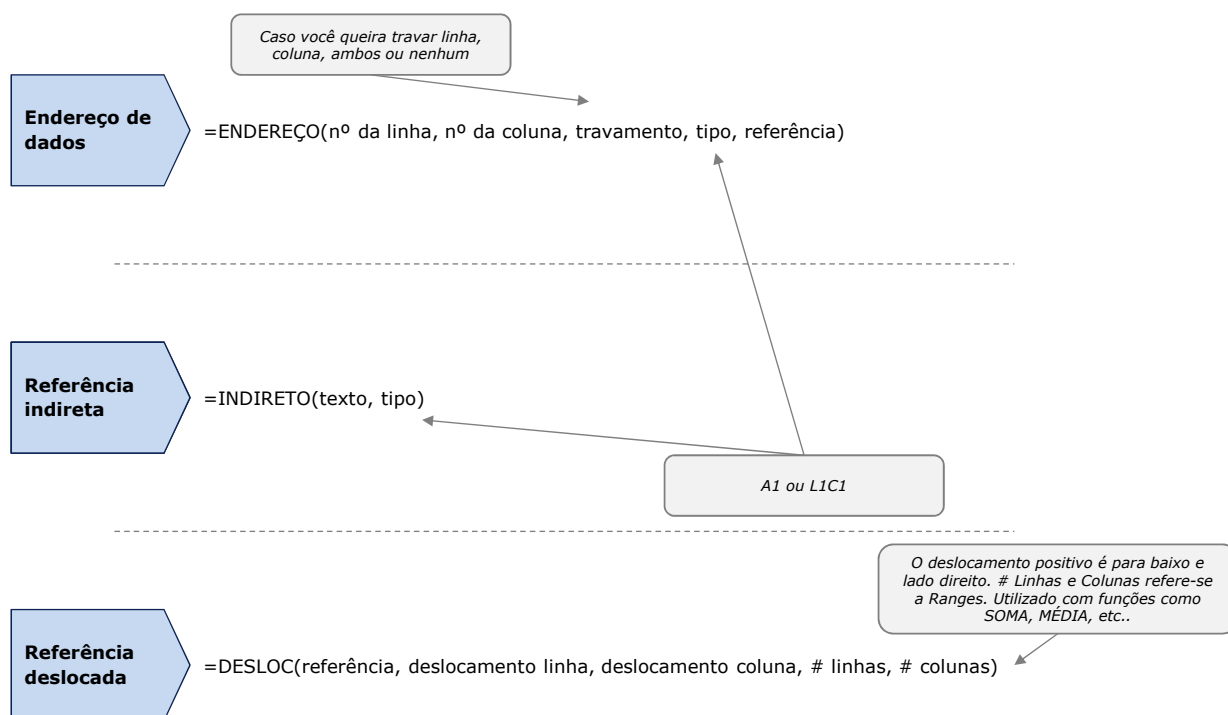 Caso você queira travar linha,
coluna, ambos ou nenhum
Endereço de
dados
=ENDEREÇO(nº da linha, nº da coluna, travamento, tipo, referência)
Referência
indireta
=INDIRETO(texto, tipo)
A1 ou L1C1
O deslocamento positivo é para baixo e
lado direito. # Linhas e Colunas refere-se
a Ranges. Utilizado com funções como
SOMA, MÉDIA, etc..
Referência
deslocada
=DESLOC(referência, deslocamento linha, deslocamento coluna, # linhas, # colunas)